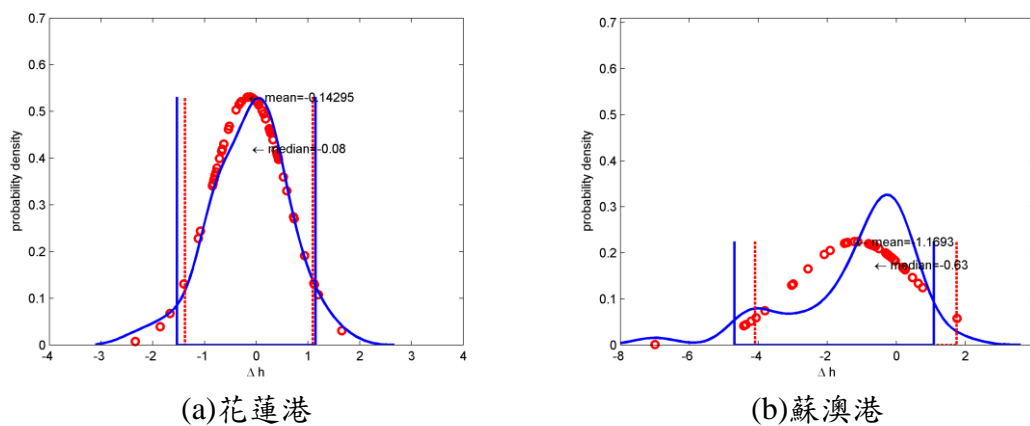 0.7
0.6
0.5
0.4
0.3
0.2
0.1
0
probability density
← mean=-0.14295
← median=-0.08
-4 -3 -2 -1 0 1 2 3 4
Δ h
(a)花蓮港
0.7
0.6
0.5
0.4
0.3
0.2
0.1
0
probability density
← mean=-1.1693
← median=-0.63
-8 -6 -4 -2 0 2
Δ h
(b)蘇澳港